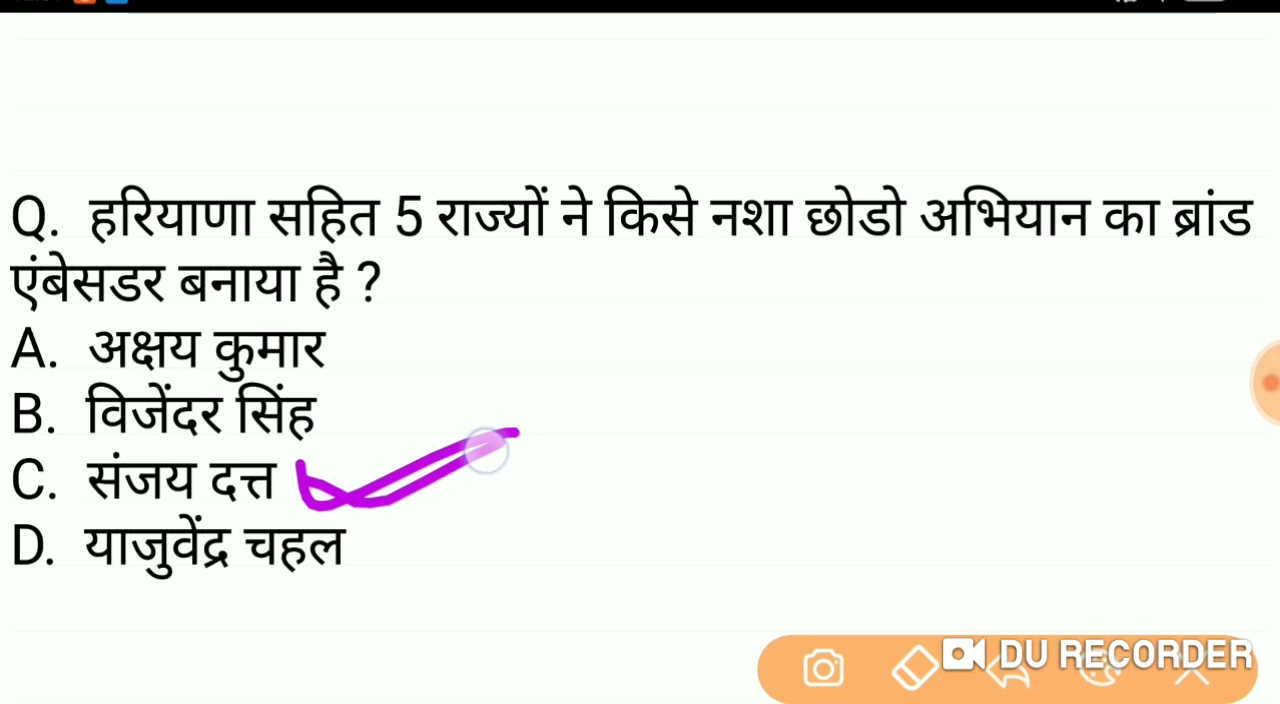 Q. हरियाणा सहित 5 राज्यों ने किसे नशा छोडो अभियान का ब्रांड
एंबेसडर बनाया है ?
A. अक्षय कुमार
B. विजेंदर सिंह
C. संजय दत्त
D. याजुवेंद्र चहल
DU RECORDER